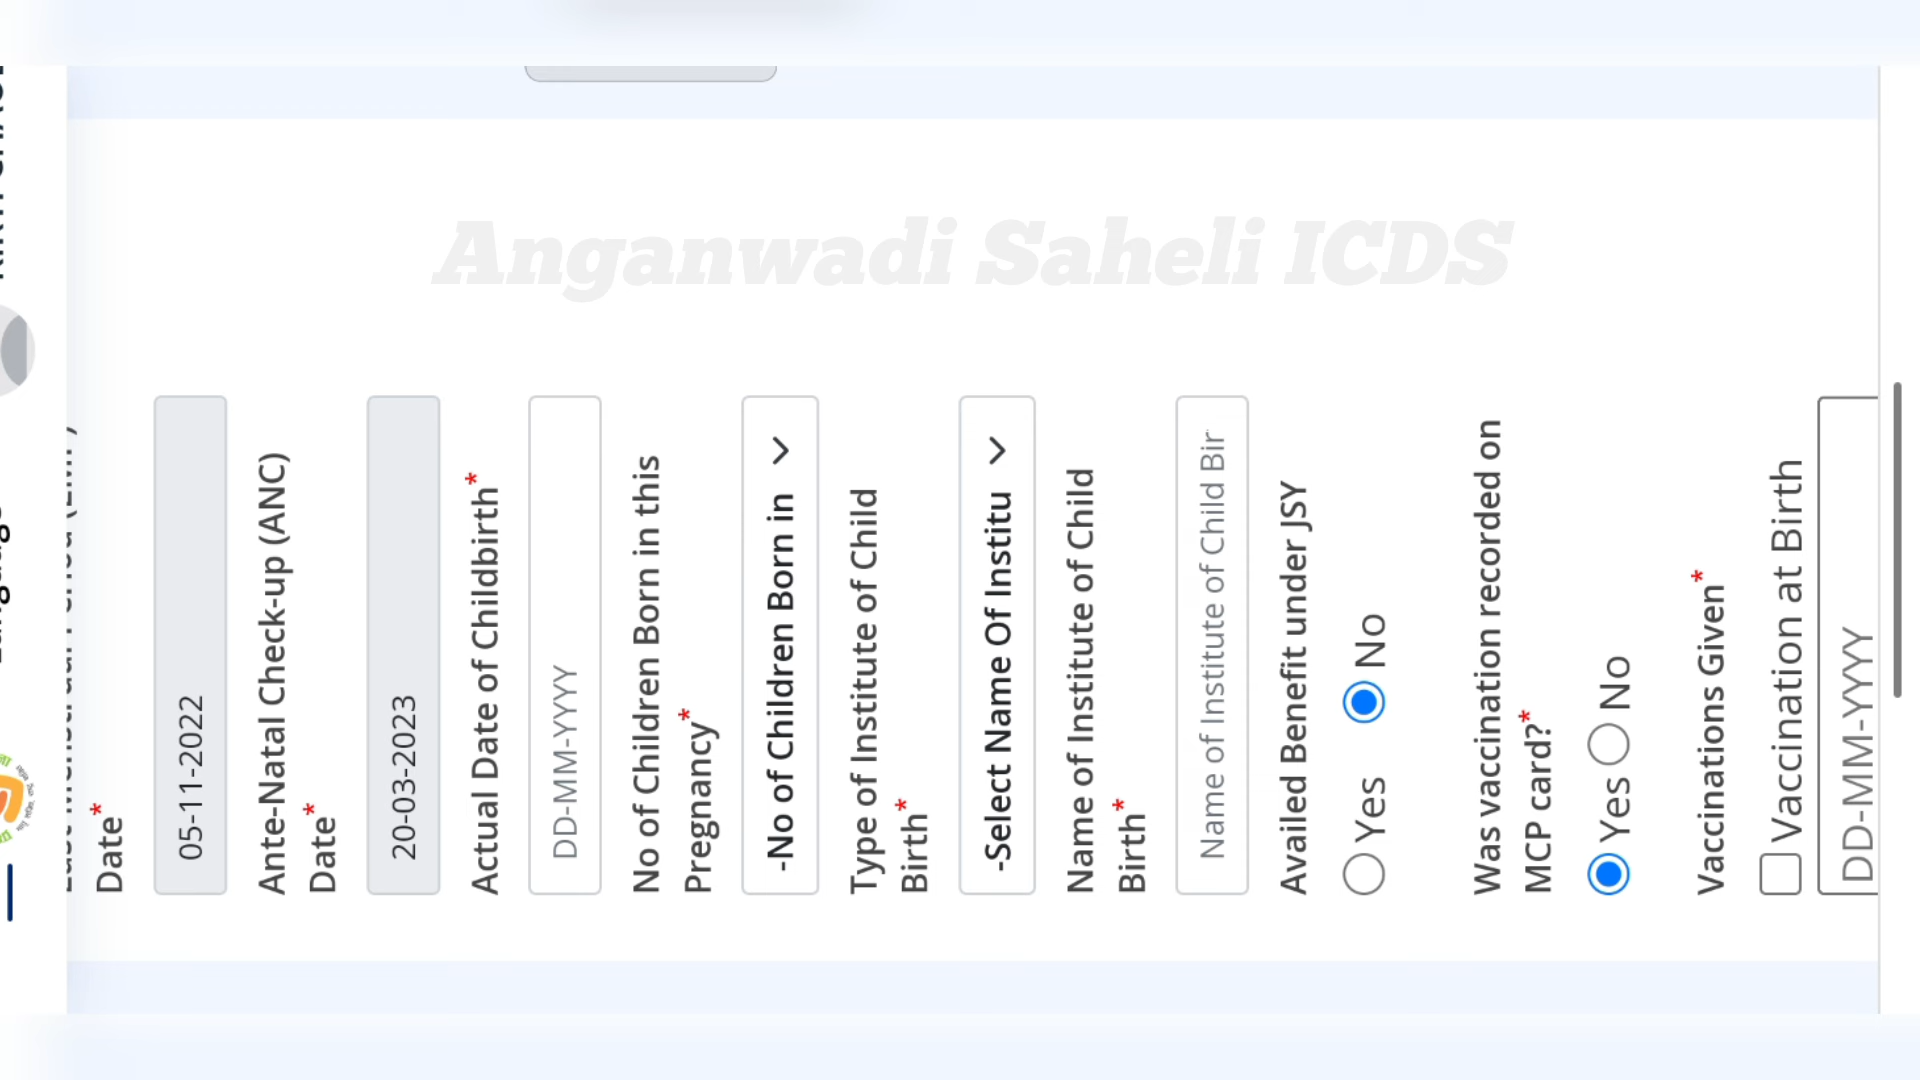 Anganwadi Saheli ICDS
Date*
05-11-2022
Ante-Natal Check-up (ANC)
Date*
20-03-2023
Actual Date of Childbirth*
DD-MM-YYYY
No of Children Born in this
Pregnancy*
-No of Children Born in
Type of Institute of Child
Birth*
-Select Name Of Institu
Name of Institute of Child
Birth*
Name of Institute of Child Bir
Availed Benefit under JSY
Yes No
Was vaccination recorded on
MCP card?*
Yes No
Vaccinations Given*
Vaccination at Birth
DD-MM-YYYY